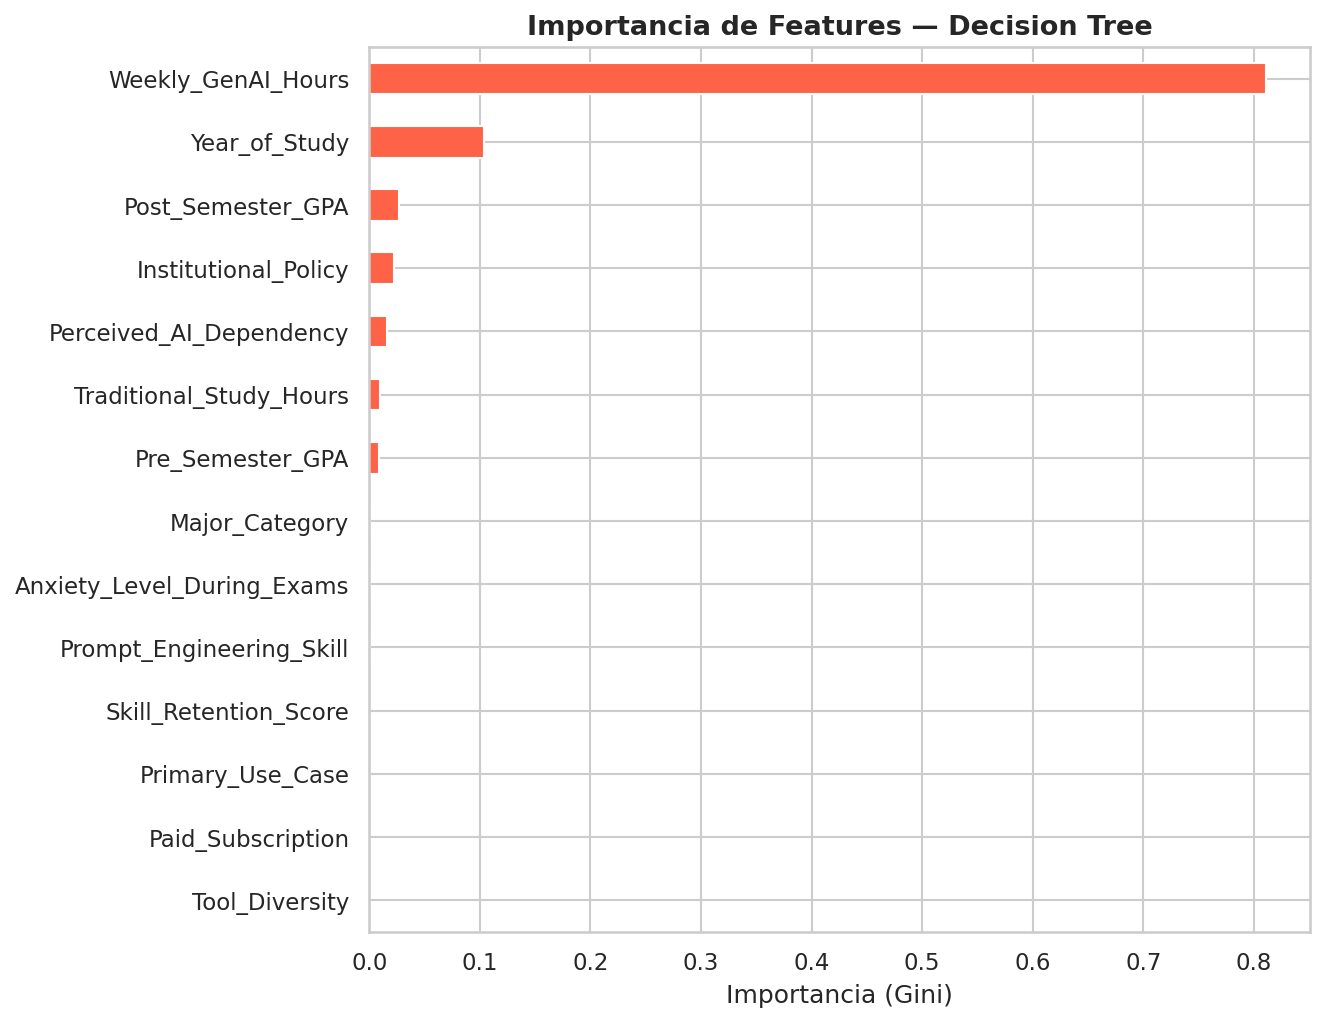 Importancia de Features — Decision Tree
Weekly_GenAI_Hours
Year_of_Study
Post_Semester_GPA
Institutional_Policy
Perceived_AI_Dependency
Traditional_Study_Hours
Pre_Semester_GPA
Major_Category
Anxiety_Level_During_Exams
Prompt_Engineering_Skill
Skill_Retention_Score
Primary_Use_Case
Paid_Subscription
Tool_Diversity
0.0 0.1 0.2 0.3 0.4 0.5 0.6 0.7 0.8
Importancia (Gini)